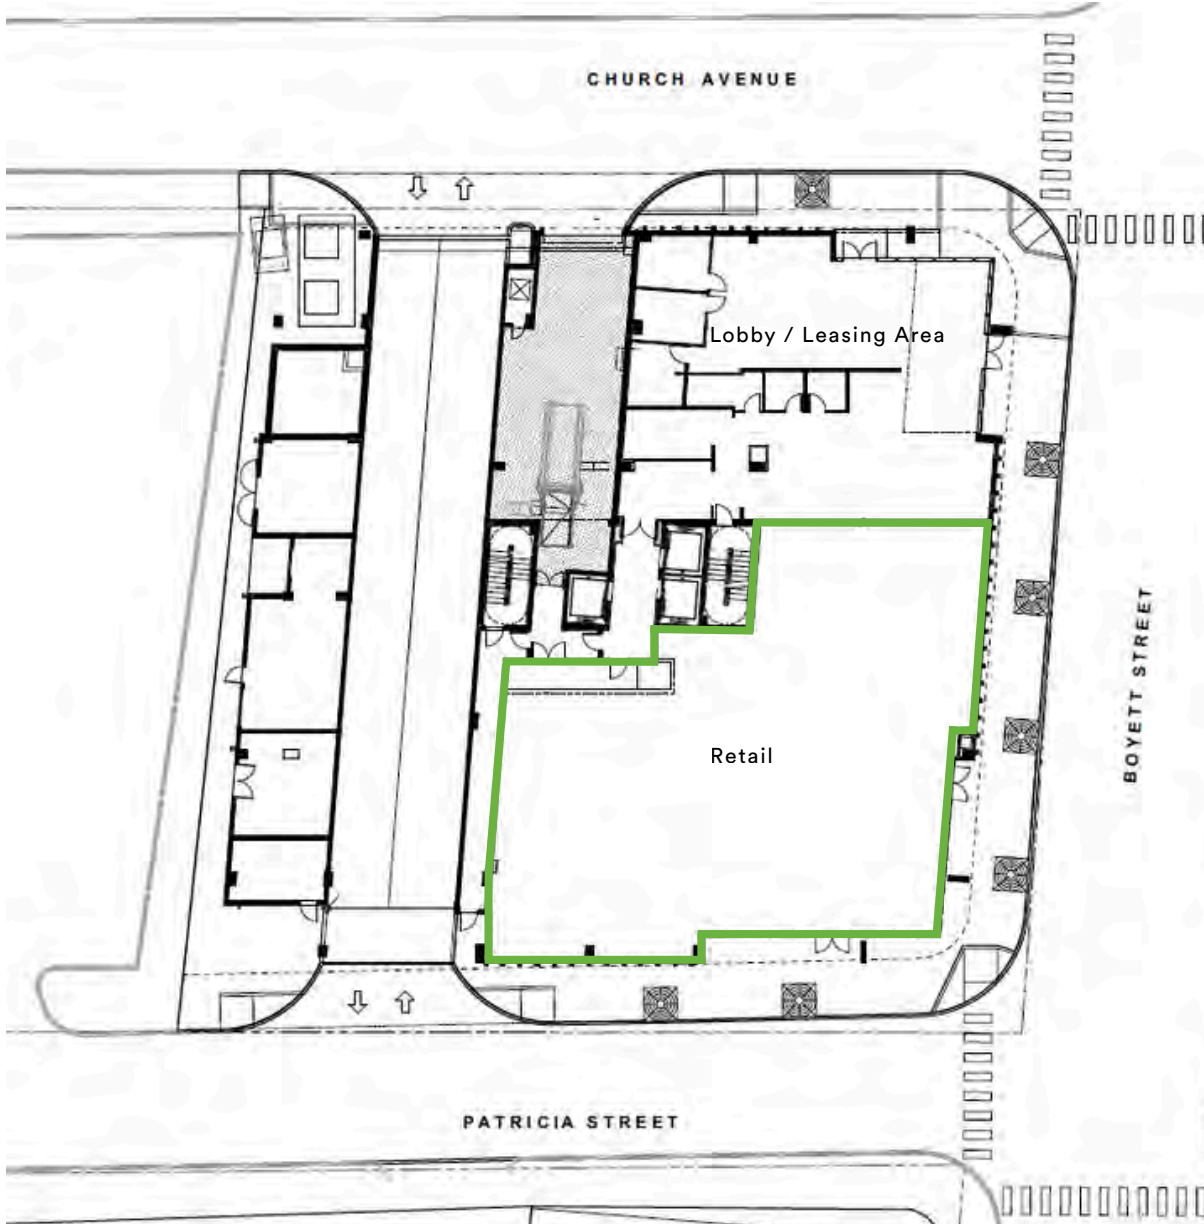 CHURCH AVENUE
Lobby / Leasing Area
BOYETT STREET
Retail
PATRICIA STREET